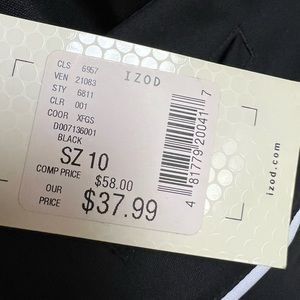 CLS 6957
VEN 21083
STY 6811
CLR 001
COOR XFGS
D007136001
BLACK
SZ 10
COMP PRICE $58.00
OUR PRICE $37.99
IZOD
4 81779 20041 7
izod.com